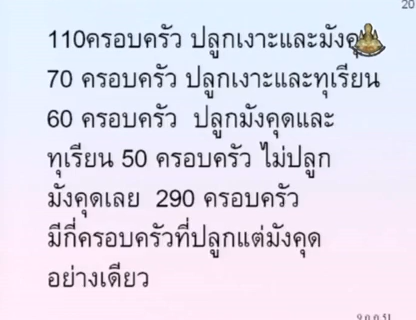 20
110ครอบครัว ปลูกเงาะและมังคุด
70 ครอบครัว ปลูกเงาะและทุเรียน
60 ครอบครัว ปลูกมังคุดและ
ทุเรียน 50 ครอบครัว ไม่ปลูก
มังคุดเลย 290 ครอบครัว
มีกี่ครอบครัวที่ปลูกแต่มังคุด
อย่างเดียว